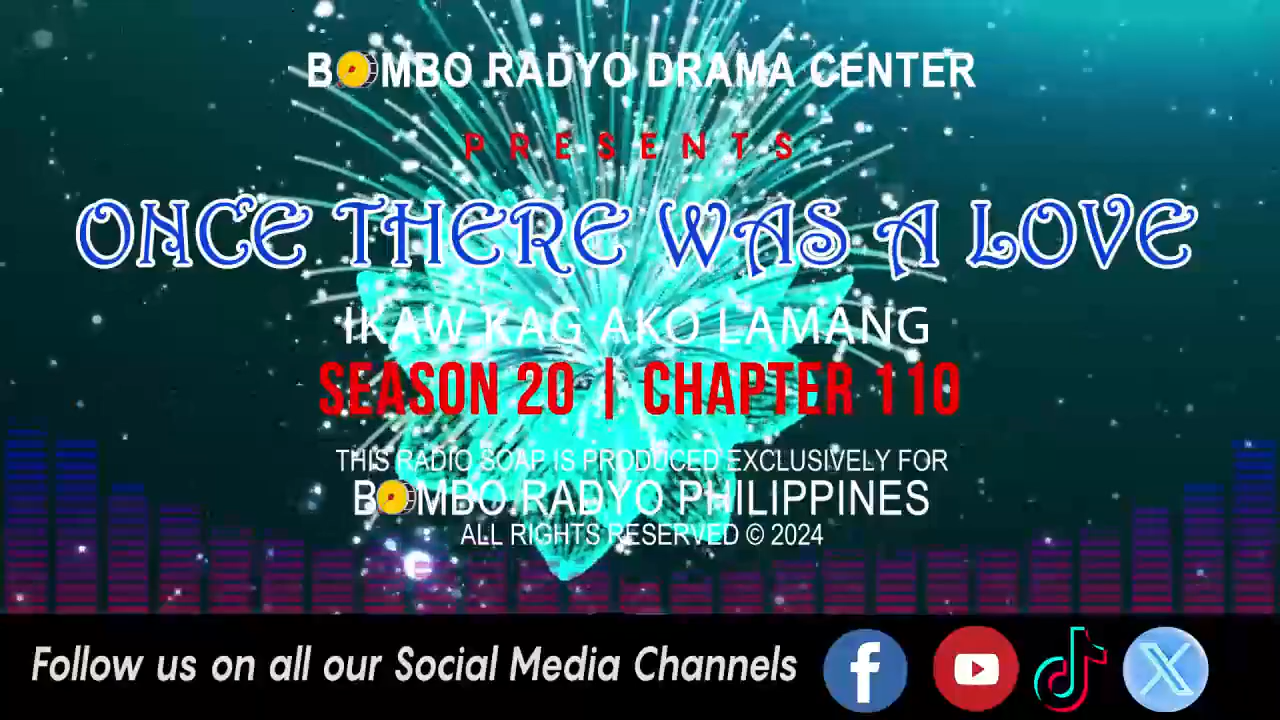 BOMBO RADYO DRAMA CENTER
PRESENTS
ONCE THERE WAS A LOVE
IKAW KAG AKO LAMANG
SEASON 20 | CHAPTER 110
THIS RADIO SOAP IS PRODUCED EXCLUSIVELY FOR
BOMBO RADYO PHILIPPINES
ALL RIGHTS RESERVED © 2024
Follow us on all our Social Media Channels